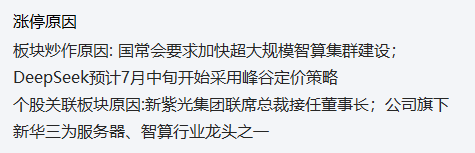 涨停原因
板块炒作原因: 国常会要求加快超大规模智算集群建设；
DeepSeek预计7月中旬开始采用峰谷定价策略
个股关联板块原因:新紫光集团联席总裁接任董事长；公司旗下
新华三为服务器、智算行业龙头之一